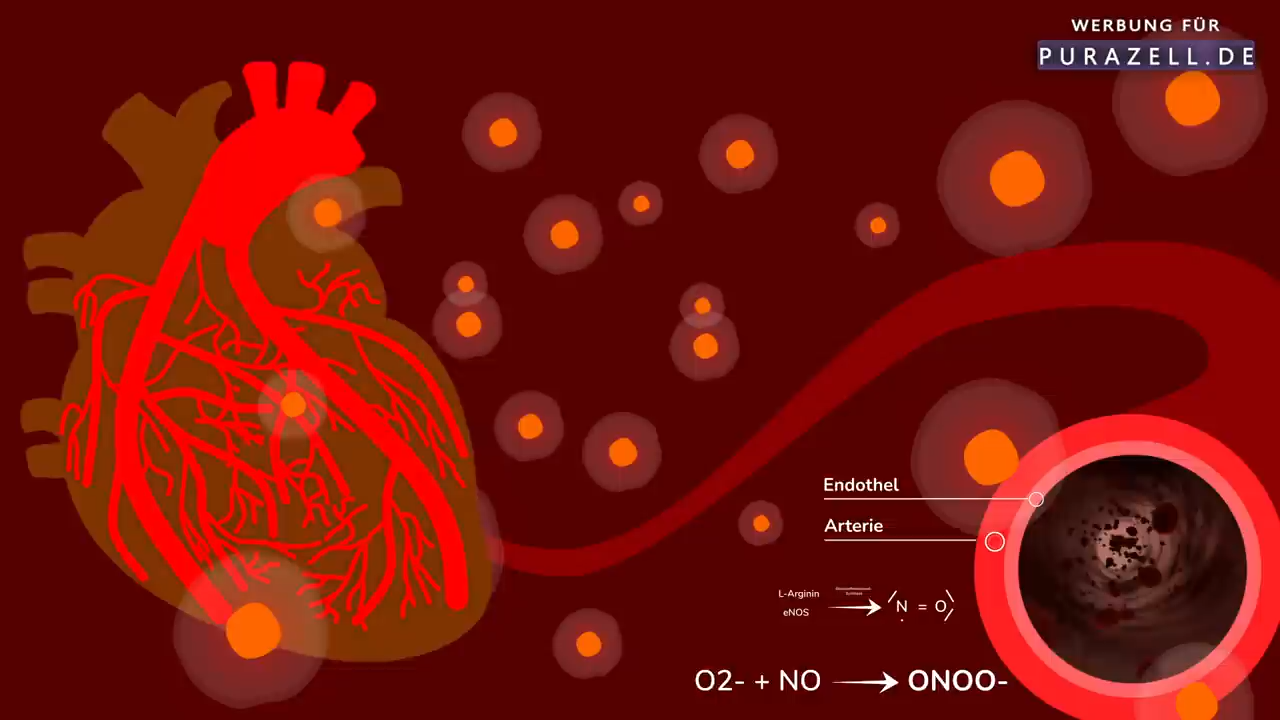 WERBUNG FÜR
PURAZELL.DE
Endothel
Arterie
L-Arginin
eNOS
N = O
O2- + NO → ONOO-